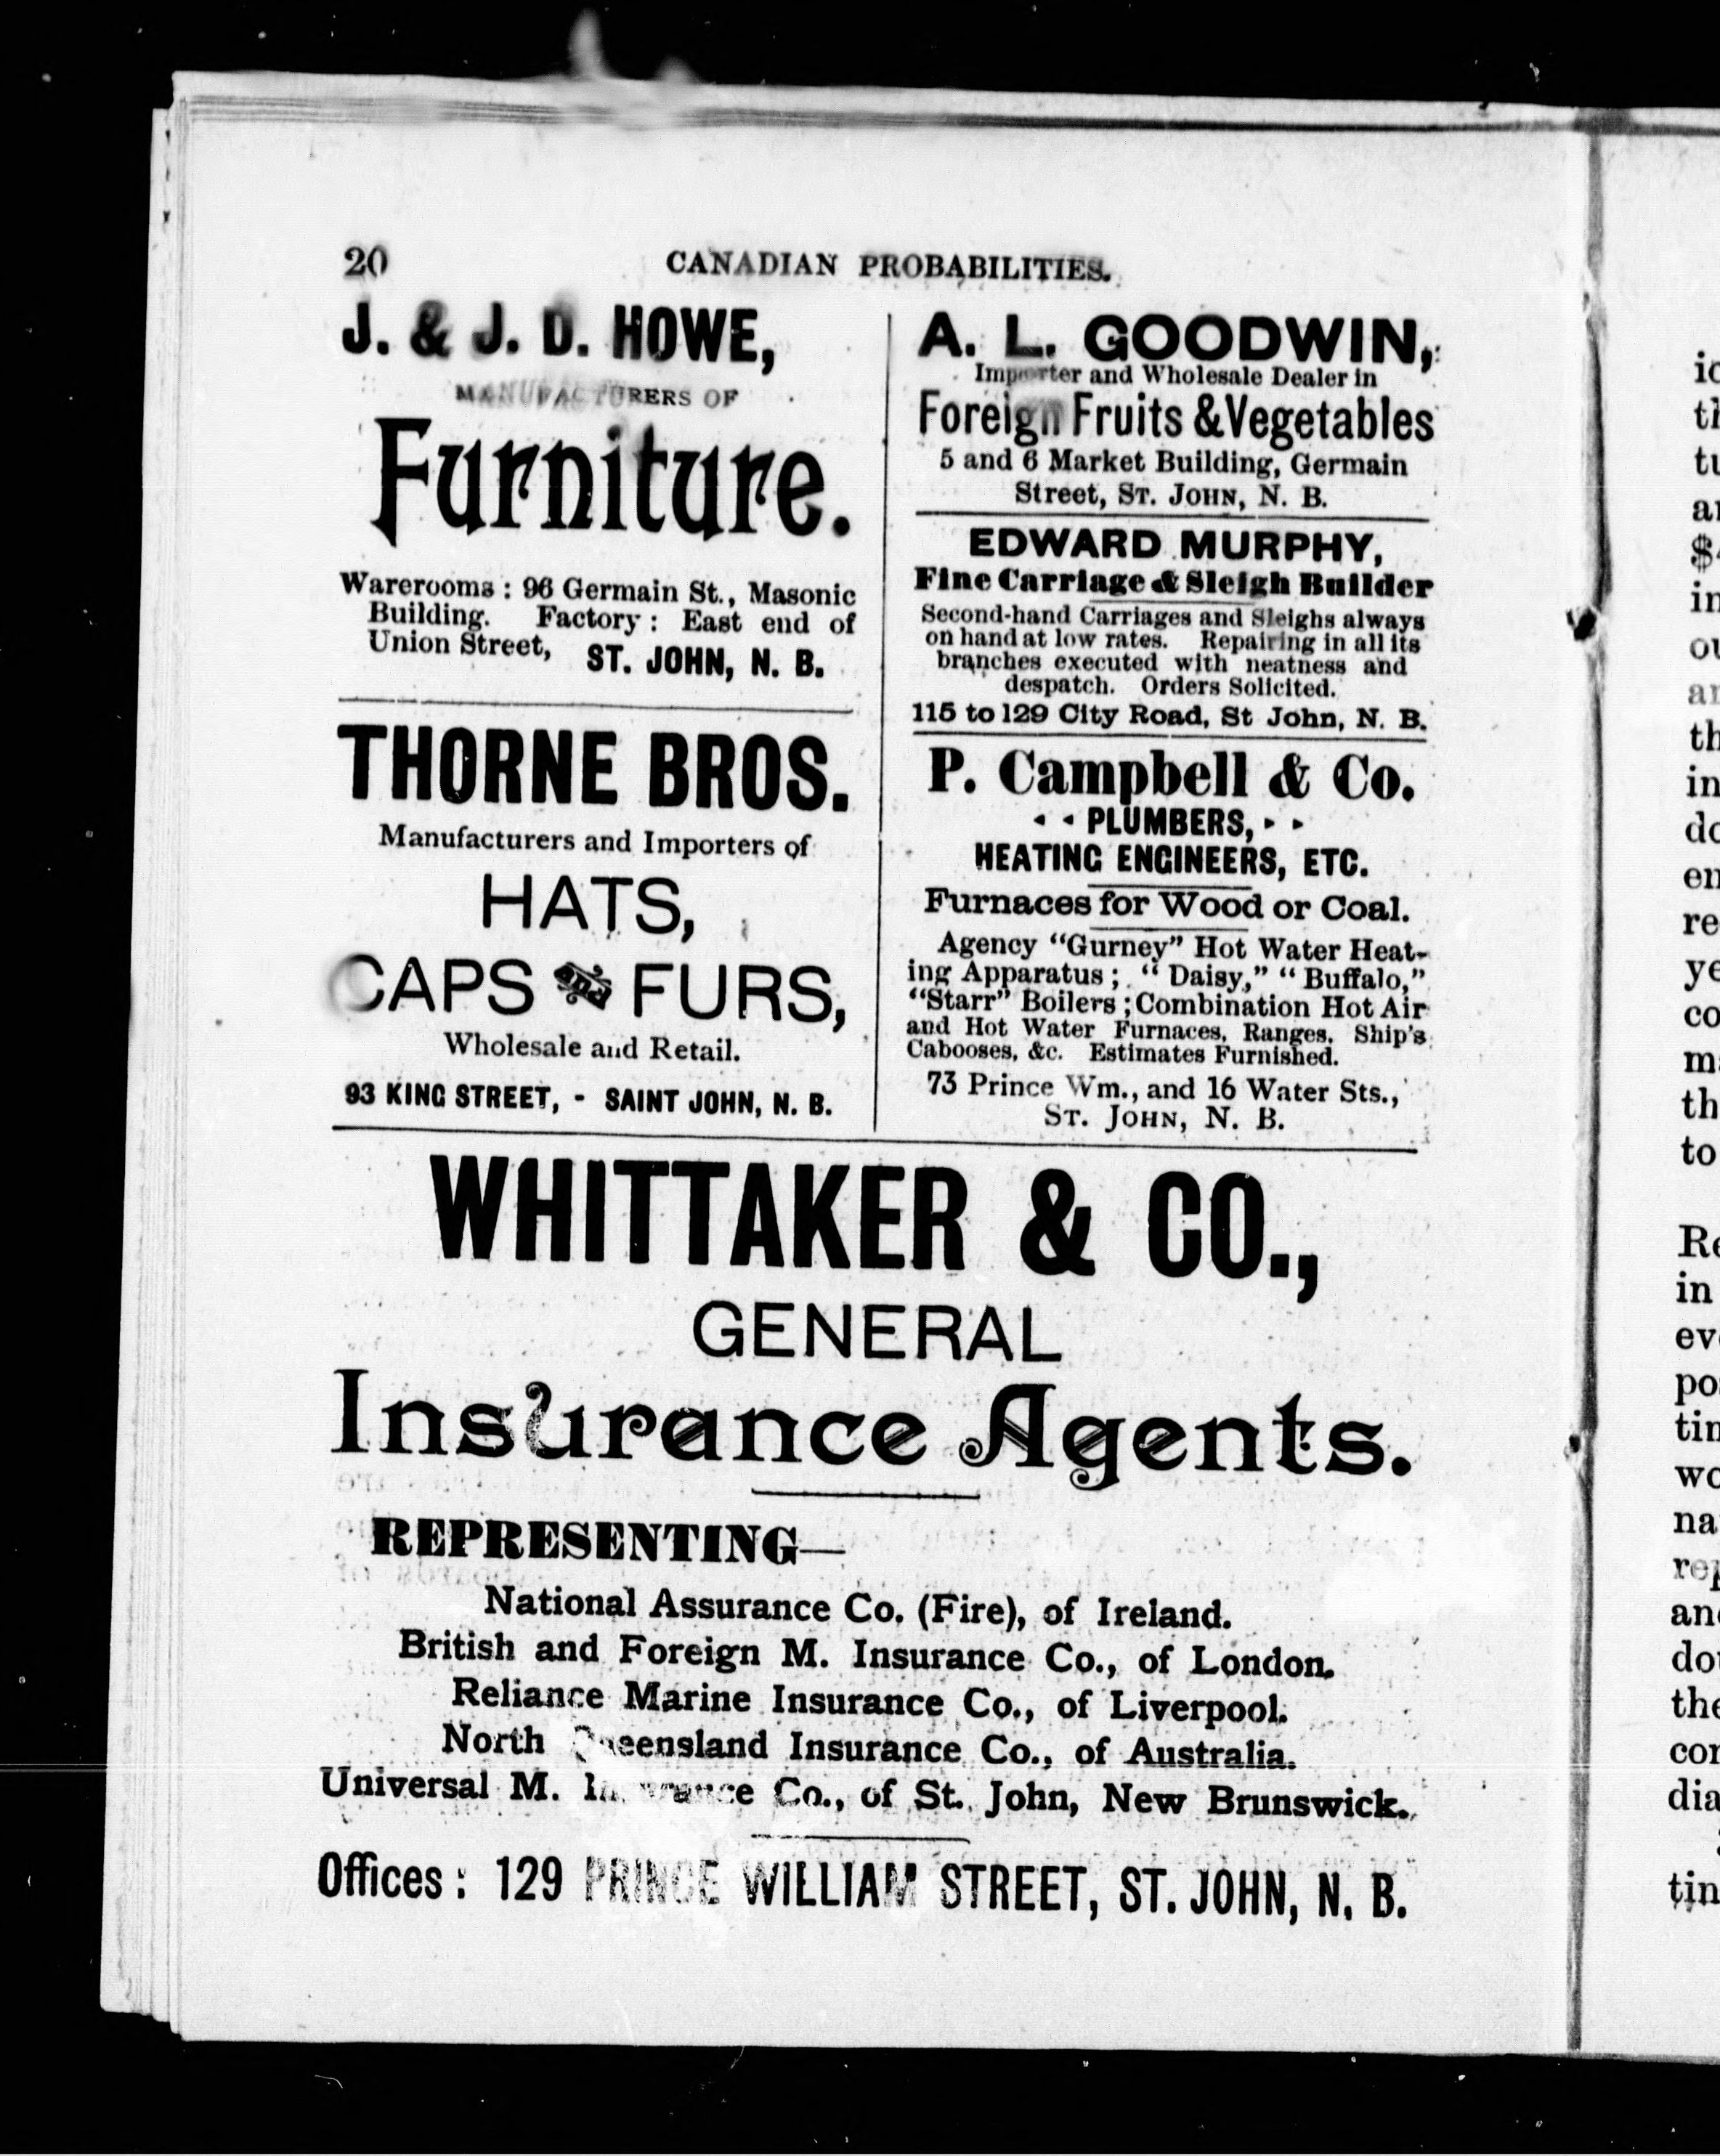 20
CANADIAN PROBABILITIES.
J. & J. D. HOWE,
MANUFACTURERS OF
Furniture.
Warerooms : 96 Germain St., Masonic
Building. Factory : East end of
Union Street, ST. JOHN, N. B.
THORNE BROS.
Manufacturers and Importers of
HATS,
CAPS and FURS,
Wholesale and Retail.
93 KING STREET, - SAINT JOHN, N. B.
A. L. GOODWIN,
Importer and Wholesale Dealer in
Foreign Fruits & Vegetables
5 and 6 Market Building, Germain
Street, ST. JOHN, N. B.
EDWARD MURPHY,
Fine Carriage & Sleigh Builder
Second-hand Carriages and Sleighs always
on hand at low rates. Repairing in all its
branches executed with neatness and
despatch. Orders Solicited.
115 to 129 City Road, St John, N. B.
P. Campbell & Co.
PLUMBERS,
HEATING ENGINEERS, ETC.
Furnaces for Wood or Coal.
Agency "Gurney" Hot Water Heat-
ing Apparatus ; " Daisy," " Buffalo,"
"Starr" Boilers ; Combination Hot Air
and Hot Water Furnaces, Ranges, Ship's
Cabooses, &c. Estimates Furnished.
73 Prince Wm., and 16 Water Sts.,
ST. JOHN, N. B.
WHITTAKER & CO.,
GENERAL
Insurance Agents.
REPRESENTING—
National Assurance Co. (Fire), of Ireland.
British and Foreign M. Insurance Co., of London.
Reliance Marine Insurance Co., of Liverpool.
North Queensland Insurance Co., of Australia.
Universal M. Insurance Co., of St. John, New Brunswick.
Offices : 129 PRINCE WILLIAM STREET, ST. JOHN, N. B.